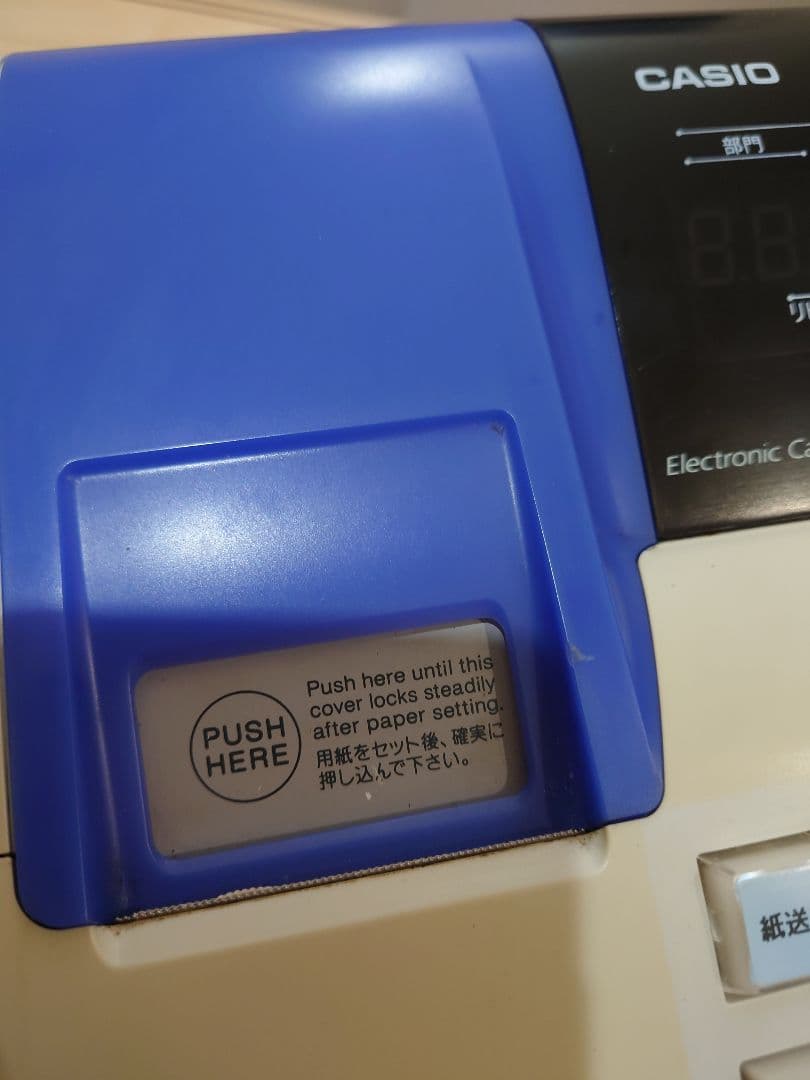 CASIO
部門
Electronic
PUSH
HERE
Push here until this
cover locks steadily
after paper setting.
用紙をセット後、確実に
押し込んで下さい。
紙送